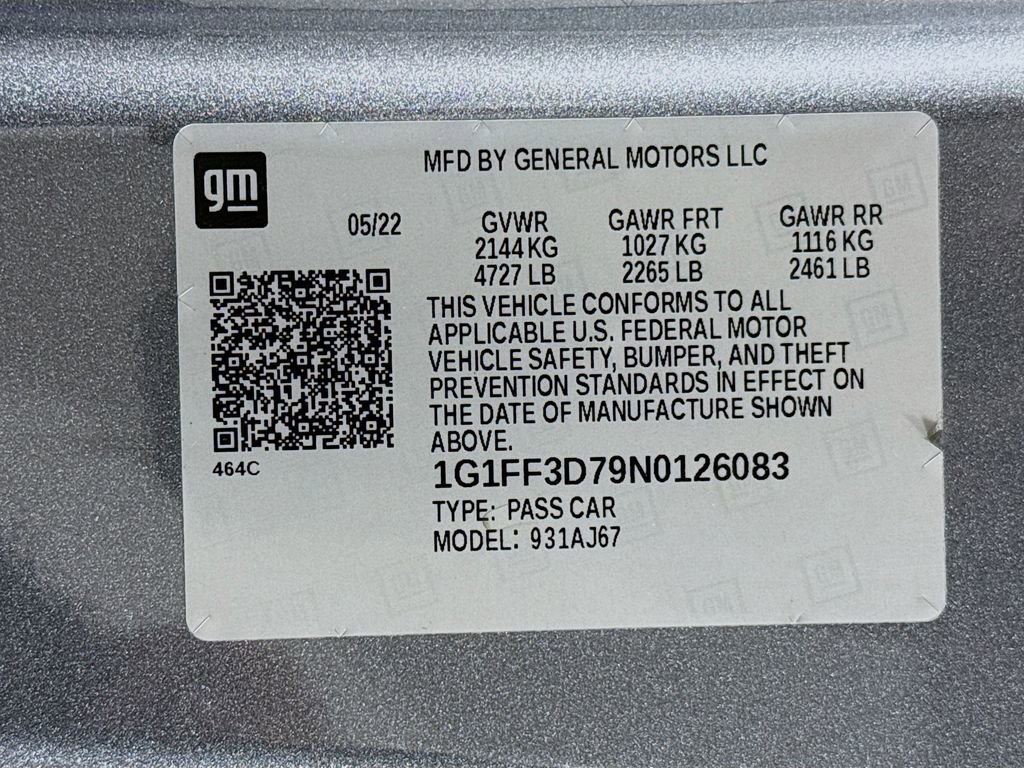 MFD BY GENERAL MOTORS LLC
gm
05/22 GVWR GAWR FRT GAWR RR
2144 KG 1027 KG 1116 KG
4727 LB 2265 LB 2461 LB
THIS VEHICLE CONFORMS TO ALL
APPLICABLE U.S. FEDERAL MOTOR
VEHICLE SAFETY, BUMPER, AND THEFT
PREVENTION STANDARDS IN EFFECT ON
THE DATE OF MANUFACTURE SHOWN
ABOVE.
464C
1G1FF3D79N0126083
TYPE: PASS CAR
MODEL: 931AJ67